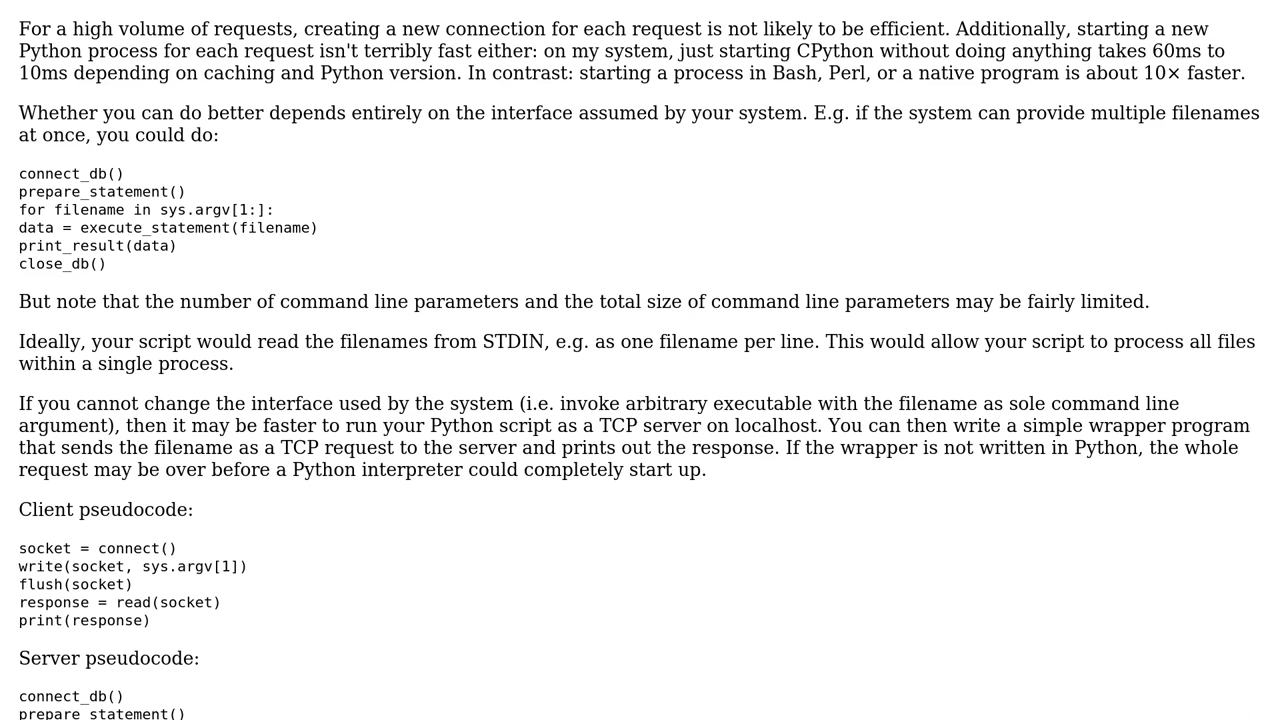 For a high volume of requests, creating a new connection for each request is not likely to be efficient. Additionally, starting a new
Python process for each request isn't terribly fast either: on my system, just starting CPython without doing anything takes 60ms to
10ms depending on caching and Python version. In contrast: starting a process in Bash, Perl, or a native program is about 10× faster.
Whether you can do better depends entirely on the interface assumed by your system. E.g. if the system can provide multiple filenames
at once, you could do:
connect_db()
prepare_statement()
for filename in sys.argv[1:]:
data = execute_statement(filename)
print_result(data)
close_db()
But note that the number of command line parameters and the total size of command line parameters may be fairly limited.
Ideally, your script would read the filenames from STDIN, e.g. as one filename per line. This would allow your script to process all files
within a single process.
If you cannot change the interface used by the system (i.e. invoke arbitrary executable with the filename as sole command line
argument), then it may be faster to run your Python script as a TCP server on localhost. You can then write a simple wrapper program
that sends the filename as a TCP request to the server and prints out the response. If the wrapper is not written in Python, the whole
request may be over before a Python interpreter could completely start up.
Client pseudocode:
socket = connect()
write(socket, sys.argv[1])
flush(socket)
response = read(socket)
print(response)
Server pseudocode:
connect_db()
prepare_statement()